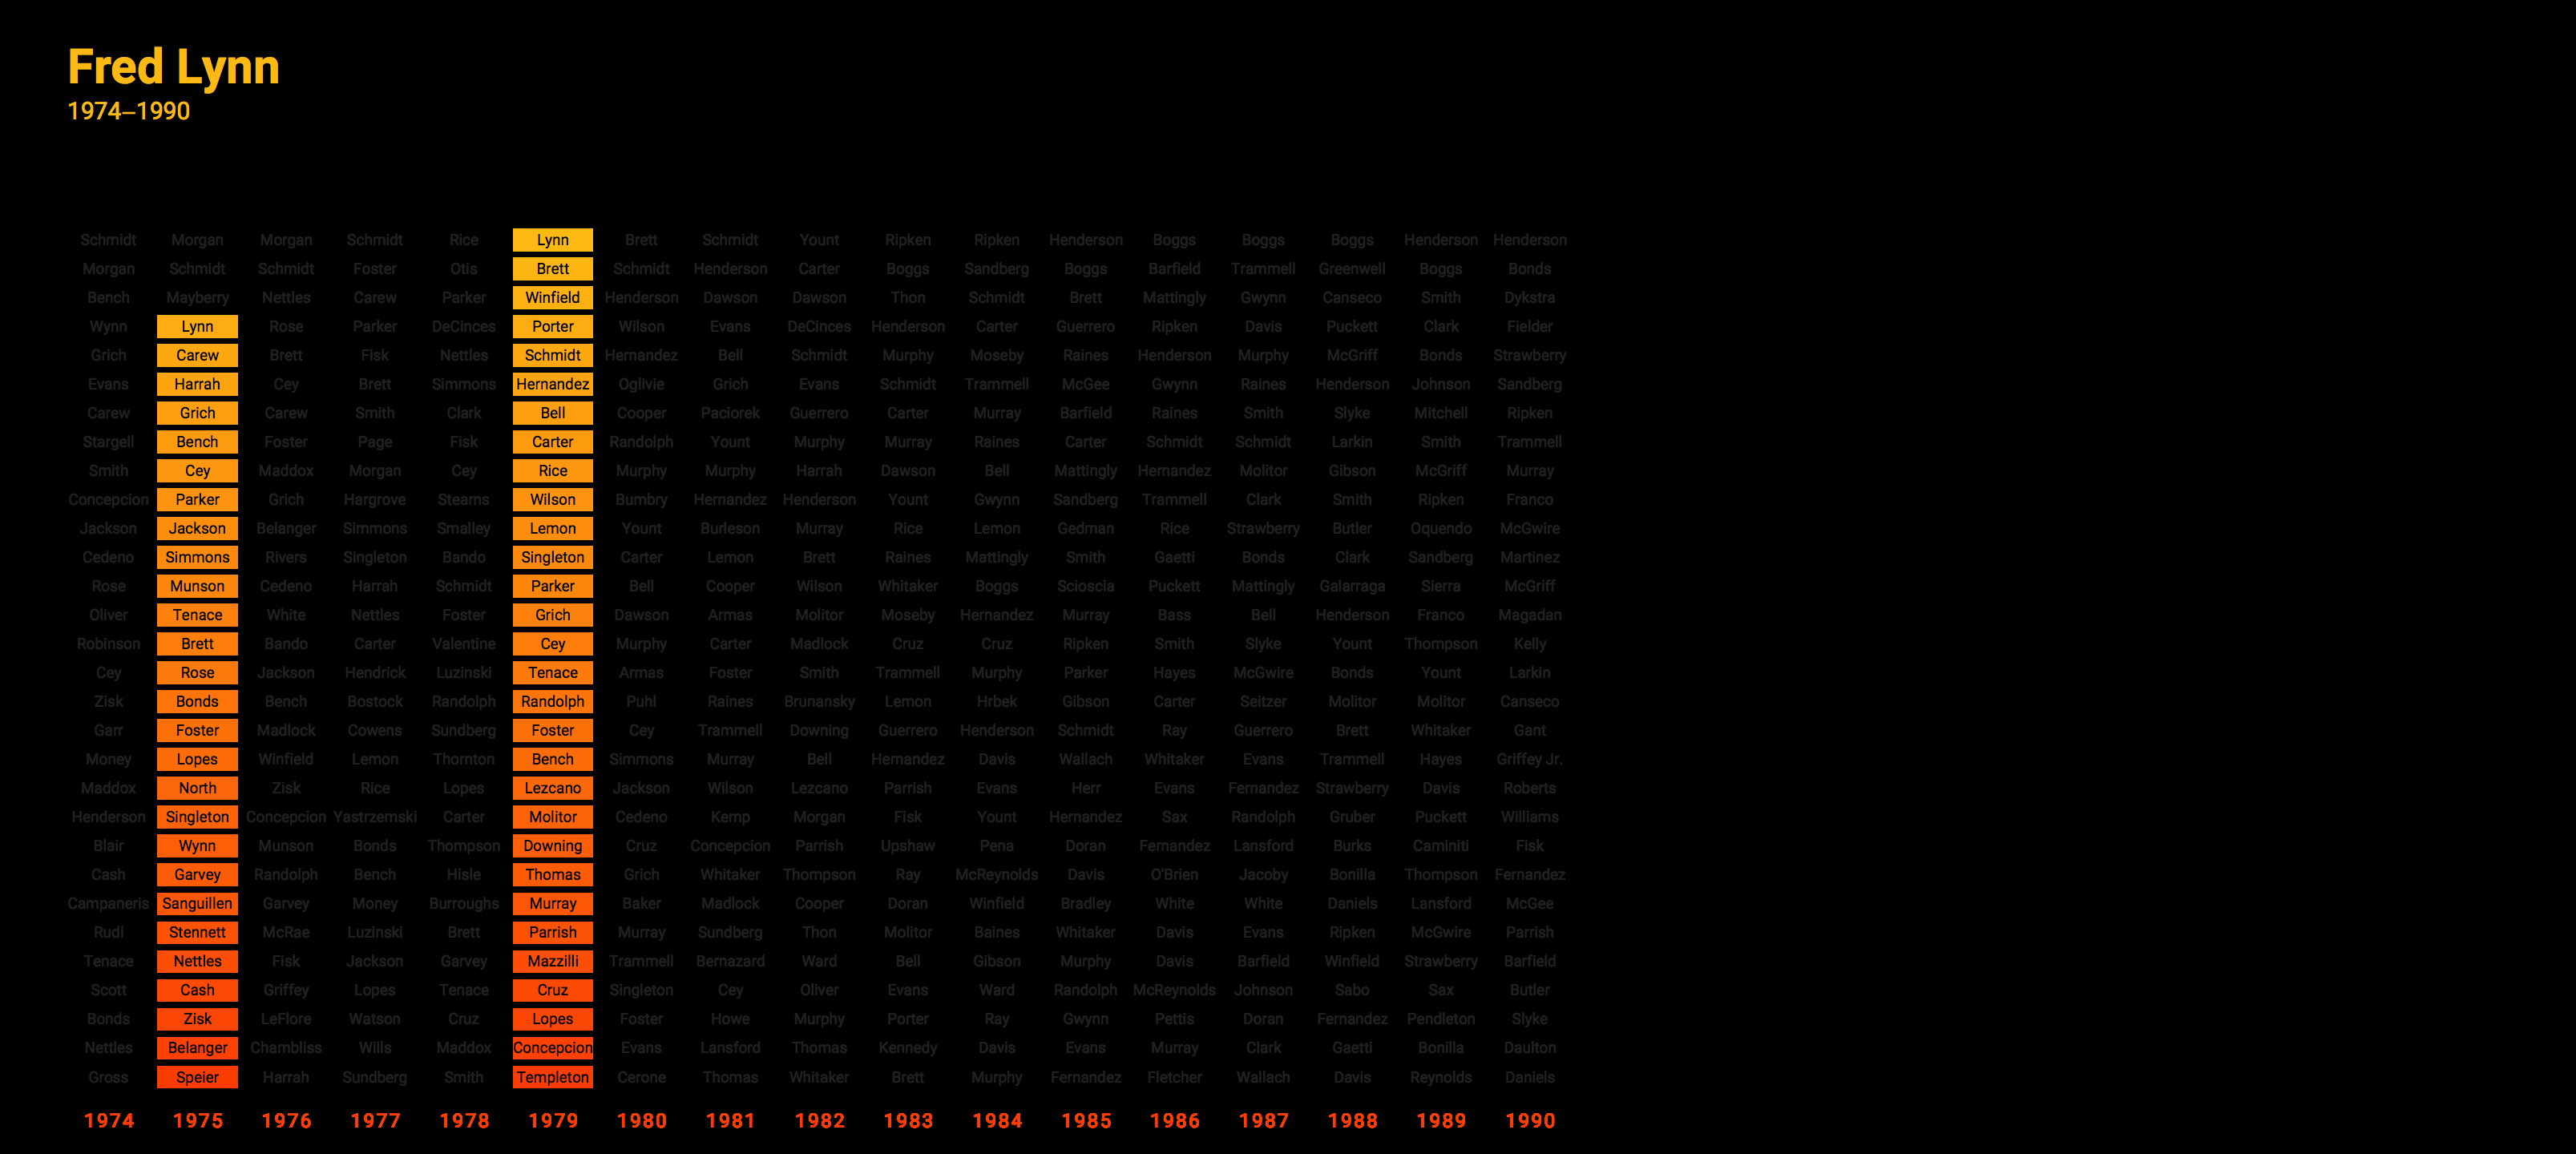 Fred Lynn
1974–1990
Schmidt Morgan Morgan Schmidt Rice Lynn Brett Schmidt Yount Ripken Ripken Henderson Boggs Boggs Boggs Henderson Henderson
Morgan Schmidt Schmidt Foster Otis Brett Schmidt Henderson Carter Boggs Sandberg Boggs Barfield Trammell Greenwell Boggs Bonds
Bench Mayberry Nettles Carew Parker Winfield Henderson Dawson Dawson Thon Schmidt Brett Mattingly Gwynn Canseco Smith Dykstra
Wynn Lynn Rose Parker DeCinces Porter Wilson Evans DeCinces Henderson Carter Guerrero Ripken Davis Puckett Clark Fielder
Grich Carew Brett Fisk Nettles Schmidt Hernandez Bell Schmidt Murphy Moseby Raines Henderson Murphy McGriff Bonds Strawberry
Evans Harrah Cey Brett Simmons Hernandez Oglivie Grich Evans Schmidt Trammell McGee Gwynn Raines Henderson Johnson Sandberg
Carew Grich Carew Smith Clark Bell Cooper Paciorek Guerrero Carter Murray Barfield Raines Smith Slyke Mitchell Ripken
Stargell Bench Foster Page Fisk Carter Randolph Yount Murphy Murray Raines Carter Schmidt Schmidt Larkin Smith Trammell
Smith Cey Maddox Morgan Cey Rice Murphy Murphy Harrah Dawson Bell Mattingly Hernandez Molitor Gibson McGriff Murray
Concepcion Parker Grich Hargrove Stearns Wilson Bumbry Hernandez Henderson Yount Gwynn Sandberg Trammell Clark Smith Ripken Franco
Jackson Jackson Belanger Simmons Smalley Lemon Yount Burleson Murray Rice Lemon Gedman Rice Strawberry Butler Oquendo McGwire
Cedeno Simmons Rivers Singleton Bando Singleton Carter Lemon Brett Raines Mattingly Smith Gaetti Bonds Clark Sandberg Martinez
Rose Munson Cedeno Harrah Schmidt Parker Bell Cooper Wilson Whitaker Boggs Scioscia Puckett Mattingly Galarraga Sierra McGriff
Oliver Tenace White Nettles Foster Grich Dawson Armas Molitor Moseby Hernandez Murray Bass Bell Henderson Franco Magadan
Robinson Brett Bando Carter Valentine Cey Murphy Carter Madlock Cruz Cruz Ripken Smith Slyke Yount Thompson Kelly
Cey Rose Jackson Hendrick Luzinski Tenace Armas Foster Smith Trammell Murphy Parker Hayes McGwire Bonds Yount Larkin
Zisk Bonds Bench Bostock Randolph Randolph Puhl Raines Brunansky Lemon Hrbek Gibson Carter Seitzer Molitor Molitor Canseco
Garr Foster Madlock Cowens Sundberg Foster Cey Trammell Downing Guerrero Henderson Schmidt Ray Guerrero Brett Whitaker Gant
Money Lopes Winfield Lemon Thornton Bench Simmons Murray Bell Hernandez Davis Wallach Whitaker Evans Trammell Hayes Griffey Jr.
Maddox North Zisk Rice Lopes Lezcano Jackson Wilson Lezcano Parrish Evans Herr Evans Fernandez Strawberry Davis Roberts
Henderson Singleton Concepcion Yastrzemski Carter Molitor Cedeno Kemp Morgan Fisk Yount Hernandez Sax Randolph Gruber Puckett Williams
Blair Wynn Munson Bonds Thompson Downing Cruz Concepcion Parrish Upshaw Pena Doran Fernandez Lansford Burks Caminiti Fisk
Cash Garvey Randolph Bench Hisle Thomas Grich Whitaker Thompson Ray McReynolds Davis O'Brien Jacoby Bonilla Thompson Fernandez
Campaneris Sanguillen Garvey Money Burroughs Murray Baker Madlock Cooper Doran Winfield Bradley White White Daniels Lansford McGee
Rudi Stennett McRae Luzinski Brett Parrish Murray Sundberg Thon Molitor Baines Whitaker Davis Evans Ripken McGwire Parrish
Tenace Nettles Fisk Jackson Garvey Mazzilli Trammell Bernazard Ward Bell Gibson Murphy Davis Barfield Winfield Strawberry Barfield
Scott Cash Griffey Lopes Tenace Cruz Singleton Cey Oliver Evans Ward Randolph McReynolds Johnson Sabo Sax Butler
Bonds Zisk LeFlore Watson Cruz Lopes Foster Howe Murphy Porter Ray Gwynn Pettis Doran Fernandez Pendleton Slyke
Nettles Belanger Chambliss Wills Maddox Concepcion Evans Lansford Thomas Kennedy Davis Evans Murray Clark Gaetti Bonilla Daulton
Gross Speier Harrah Sundberg Smith Templeton Cerone Thomas Whitaker Brett Murphy Fernandez Fletcher Wallach Davis Reynolds Daniels
1974 1975 1976 1977 1978 1979 1980 1981 1982 1983 1984 1985 1986 1987 1988 1989 1990